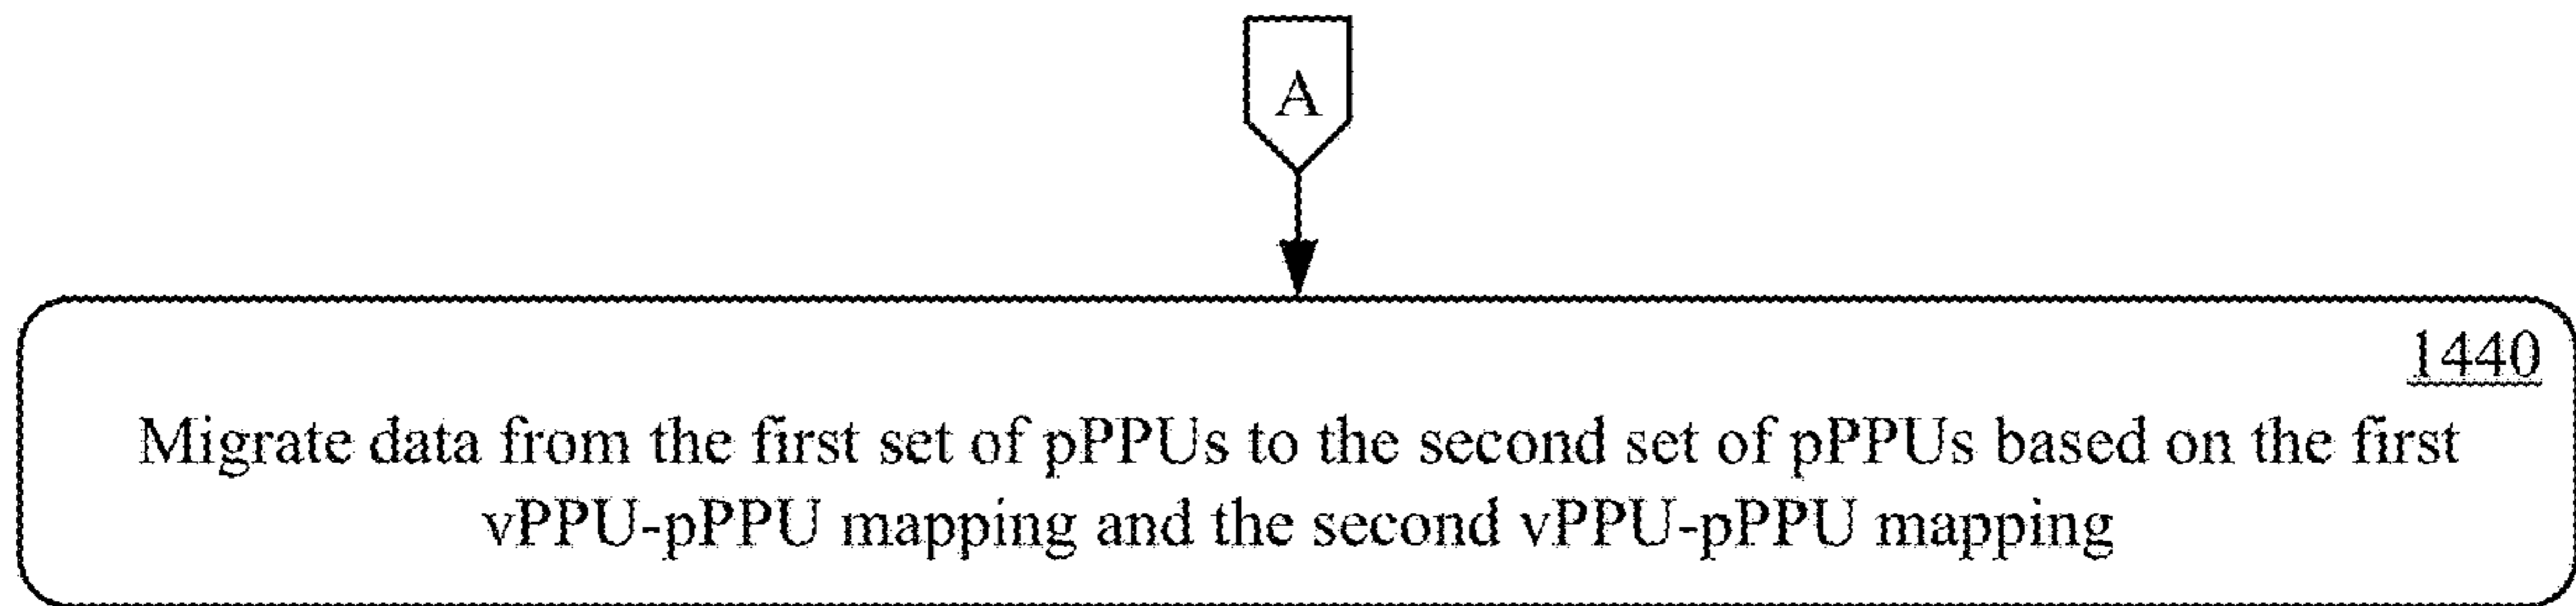 A
1440
Migrate data from the first set of pPPUs to the second set of pPPUs based on the first
vPPU-pPPU mapping and the second vPPU-pPPU mapping